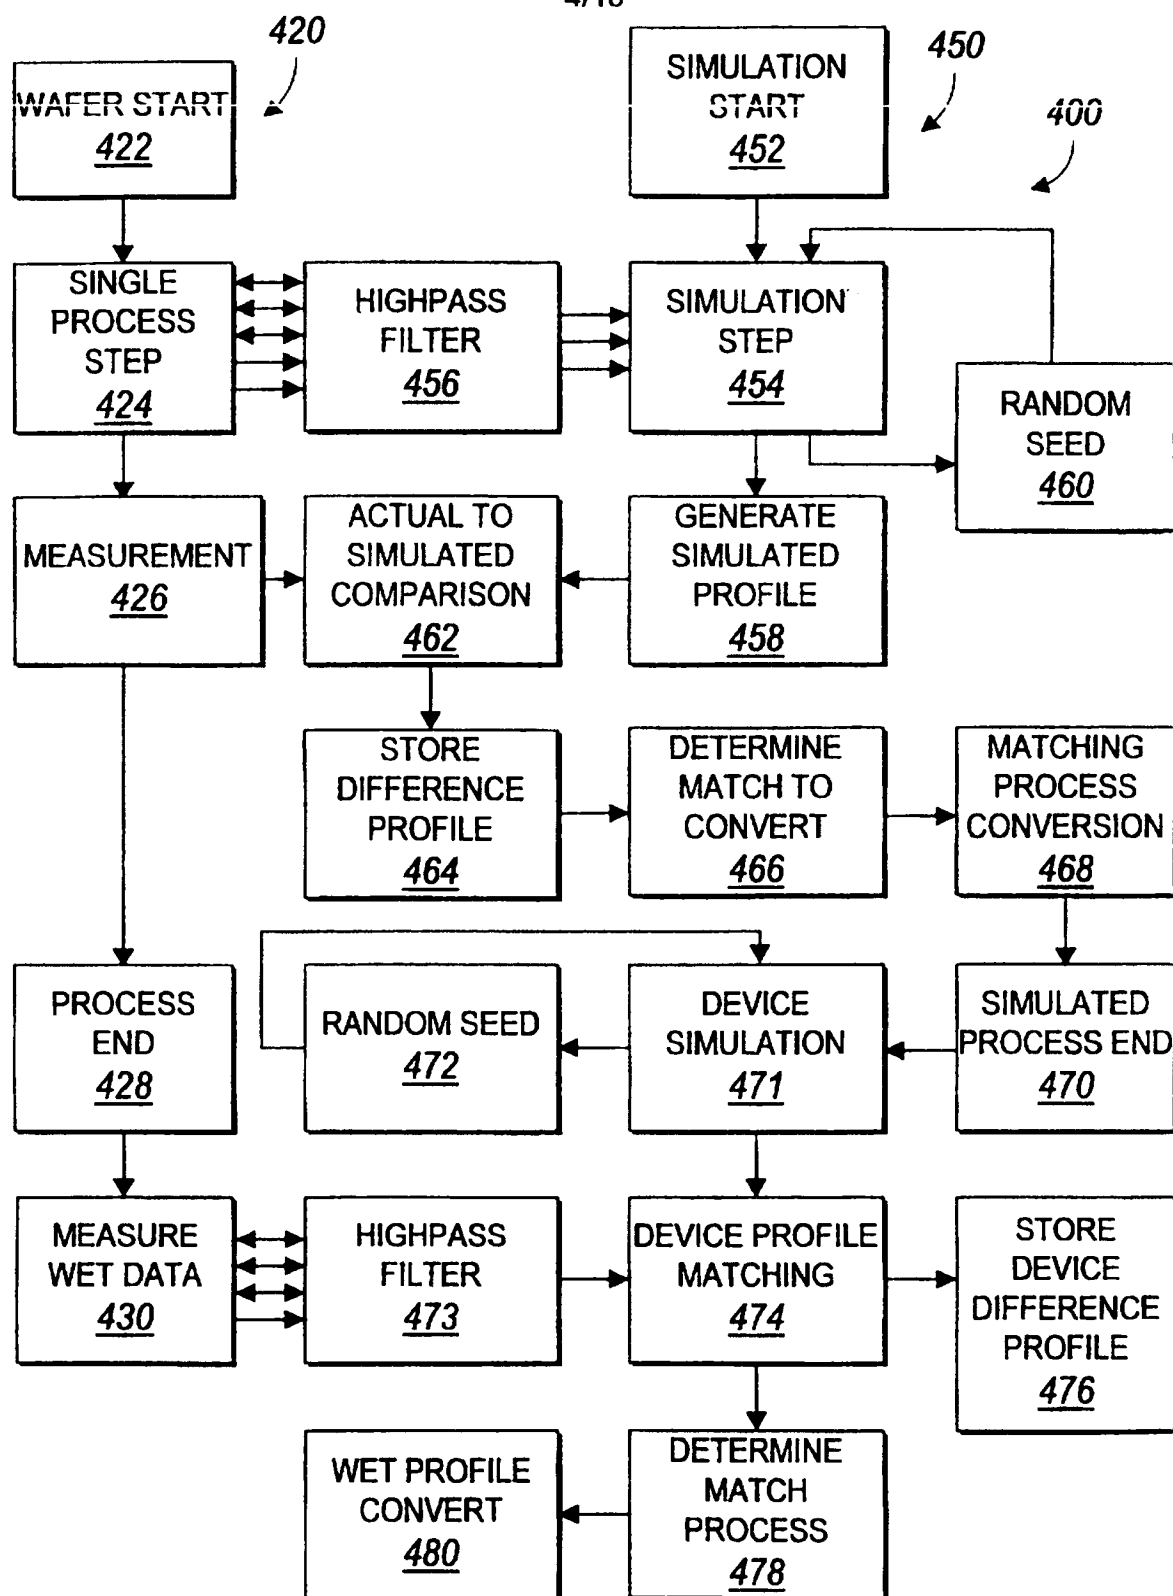 420
WAFER START
422
SIMULATION
START
452
450
400
SINGLE
PROCESS
STEP
424
HIGHPASS
FILTER
456
SIMULATION
STEP
454
RANDOM
SEED
460
MEASUREMENT
426
ACTUAL TO
SIMULATED
COMPARISON
462
GENERATE
SIMULATED
PROFILE
458
STORE
DIFFERENCE
PROFILE
464
DETERMINE
MATCH TO
CONVERT
466
MATCHING
PROCESS
CONVERSION
468
PROCESS
END
428
RANDOM SEED
472
DEVICE
SIMULATION
471
SIMULATED
PROCESS END
470
MEASURE
WET DATA
430
HIGHPASS
FILTER
473
DEVICE PROFILE
MATCHING
474
STORE
DEVICE
DIFFERENCE
PROFILE
476
WET PROFILE
CONVERT
480
DETERMINE
MATCH
PROCESS
478